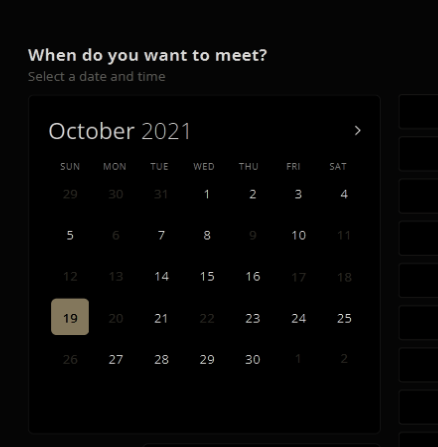 When do you want to meet?
Select a date and time
October 2021
SUN MON TUE WED THU FRI SAT
29 30 31 1 2 3 4
5 6 7 8 9 10 11
12 13 14 15 16 17 18
19 20 21 22 23 24 25
26 27 28 29 30 1 2